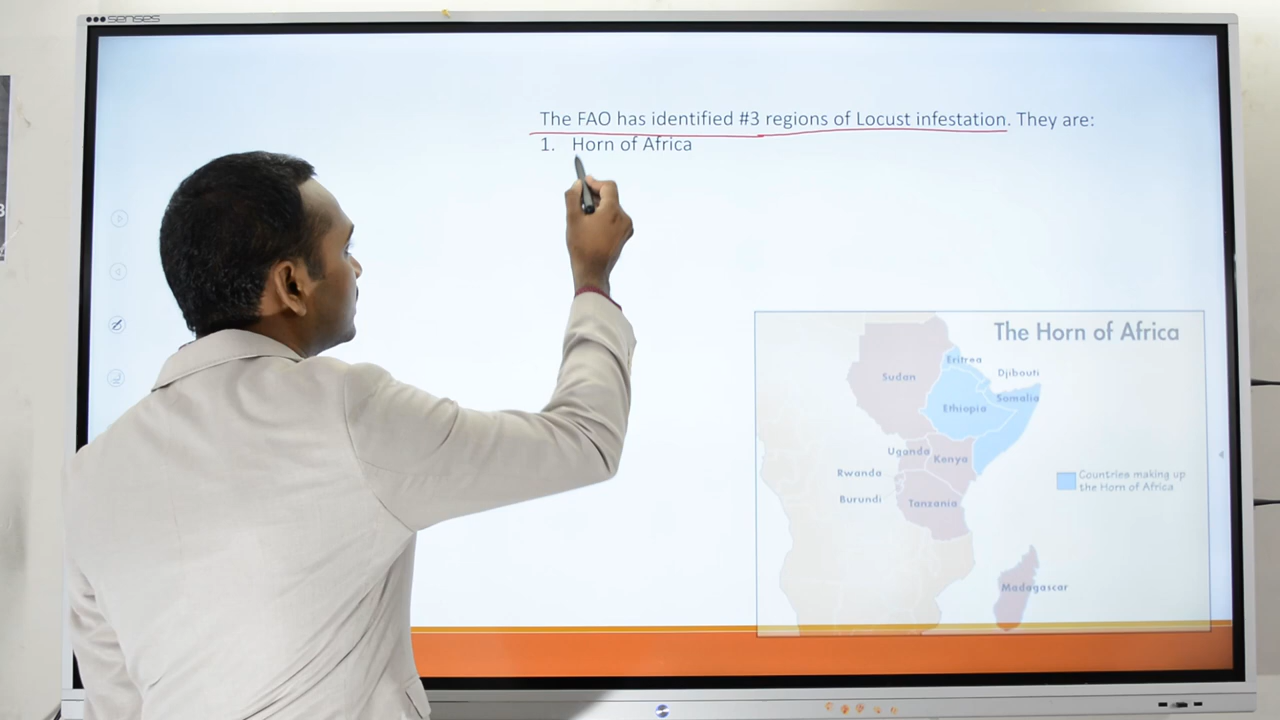 senses
The FAO has identified #3 regions of Locust infestation. They are:
1. Horn of Africa
The Horn of Africa
Eritrea
Sudan
Djibouti
Somalia
Ethiopia
Uganda
Kenya
Rwanda
Countries making up
the Horn of Africa
Burundi
Tanzania
Madagascar